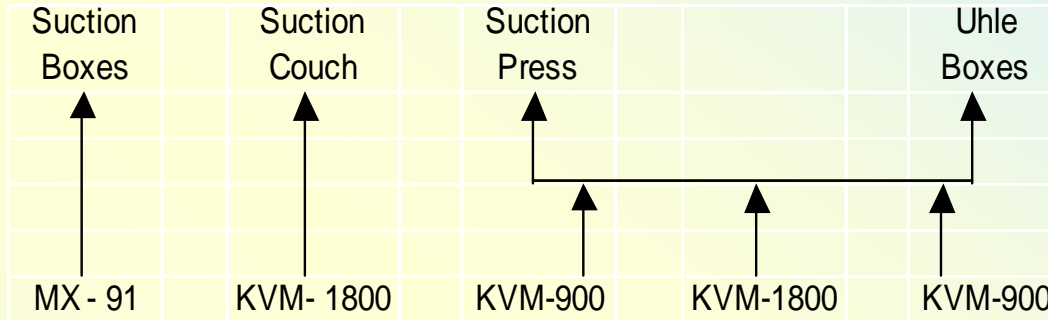 Suction
Boxes
Suction
Couch
Suction
Press
Uhle
Boxes
MX - 91
KVM- 1800
KVM-900
KVM-1800
KVM-900